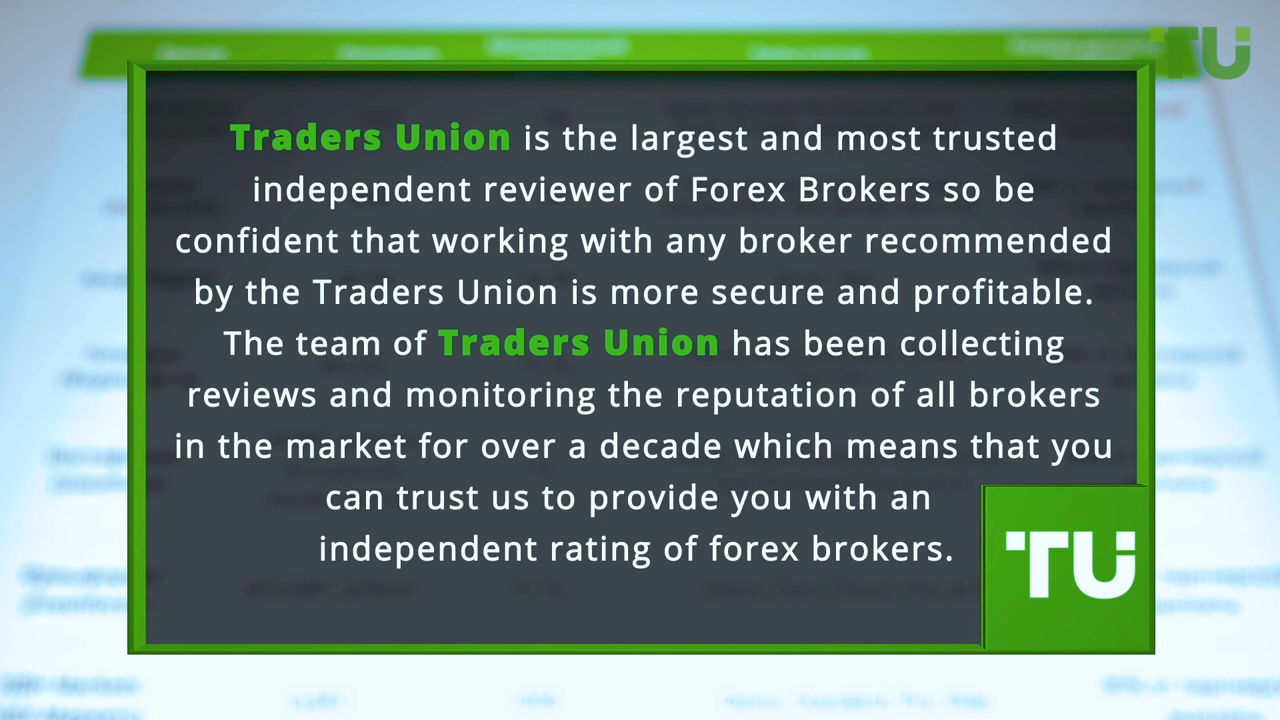 TU
Traders Union is the largest and most trusted
independent reviewer of Forex Brokers so be
confident that working with any broker recommended
by the Traders Union is more secure and profitable.
The team of Traders Union has been collecting
reviews and monitoring the reputation of all brokers
in the market for over a decade which means that you
can trust us to provide you with an
independent rating of forex brokers.
TU